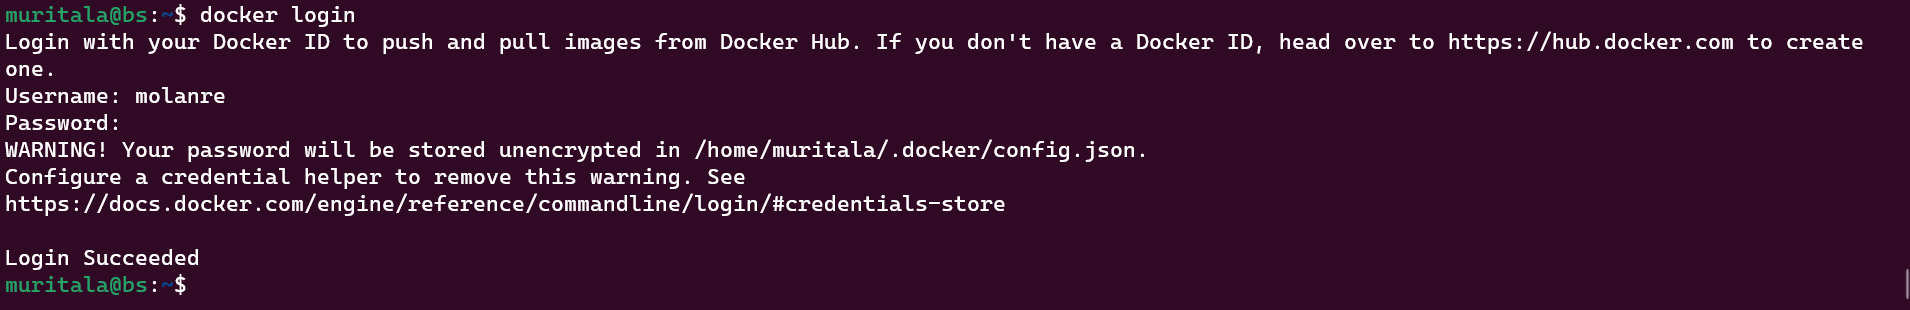 muritala@bs:~$ docker login
Login with your Docker ID to push and pull images from Docker Hub. If you don't have a Docker ID, head over to https://hub.docker.com to create
one.
Username: molanre
Password:
WARNING! Your password will be stored unencrypted in /home/muritala/.docker/config.json.
Configure a credential helper to remove this warning. See
https://docs.docker.com/engine/reference/commandline/login/#credentials-store
Login Succeeded
muritala@bs:~$